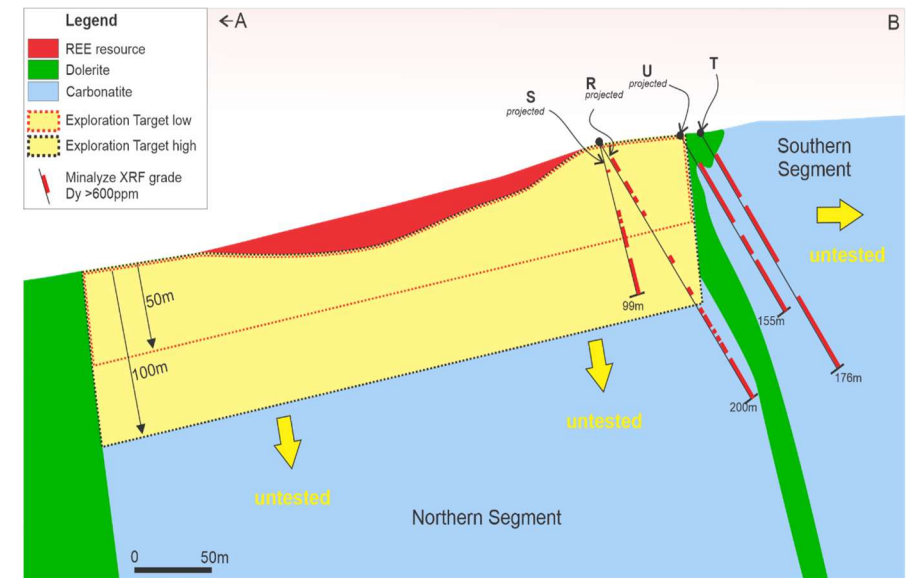 Legend
REE resource
Dolerite
Carbonatite
Exploration Target low
Exploration Target high
Minalyze XRF grade
Dy >600ppm
←A
B
S
projected
R
projected
U
projected
T
Southern
Segment
untested
50m
100m
99m
155m
176m
200m
untested
untested
Northern Segment
0 50m